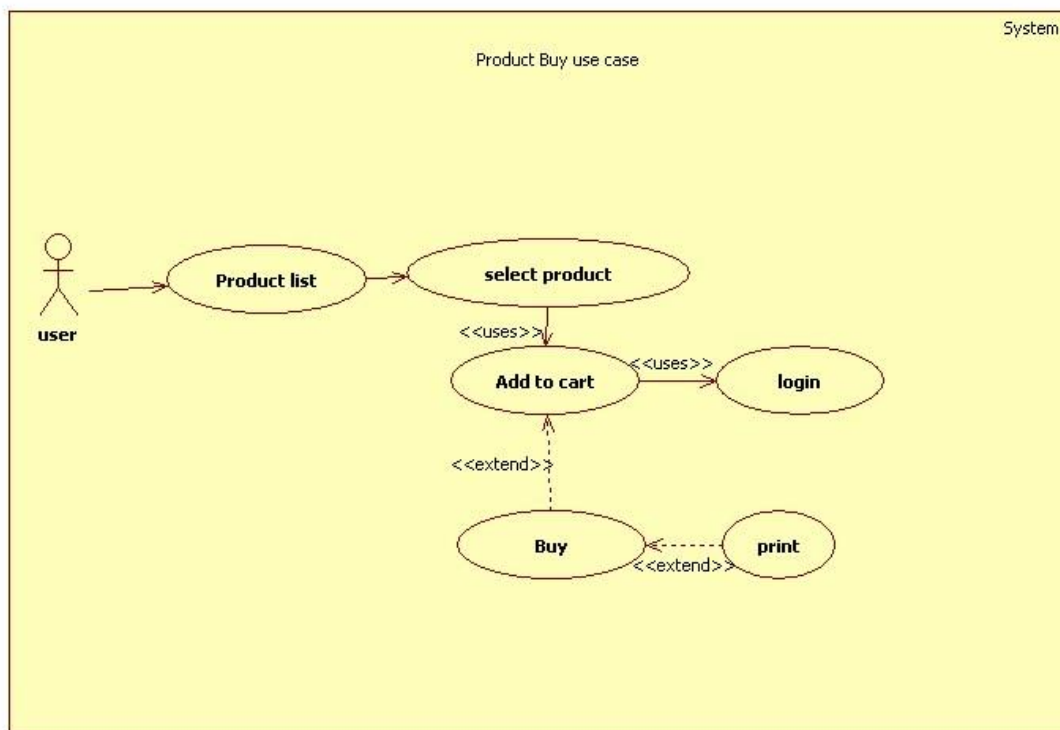 System
Product Buy use case
user
Product list
select product
<<uses>>
Add to cart
<<uses>>
login
<<extend>>
Buy
<<extend>>
print